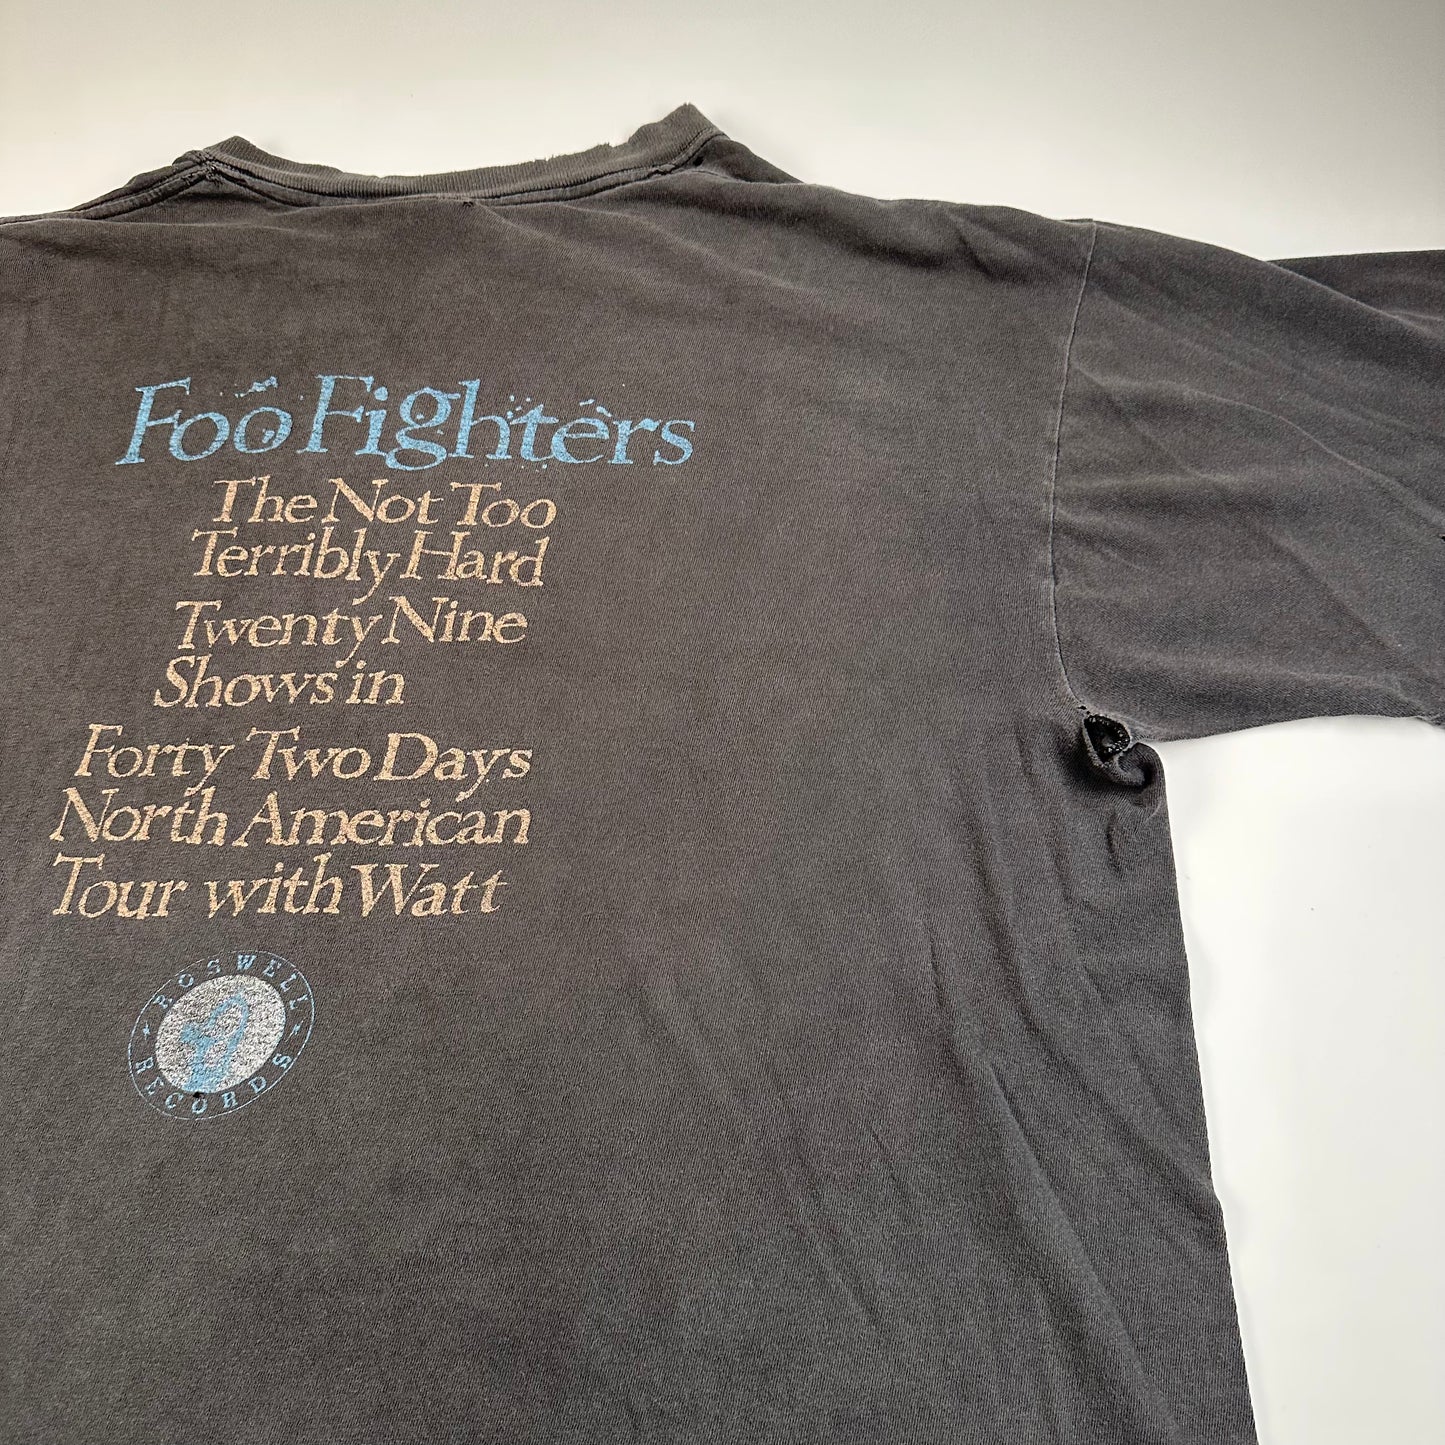 Foo Fighters
The Not Too
Terribly Hard
Twenty Nine
Shows in
Forty Two Days
North American
Tour with Watt
ROSWELL
RECORDS